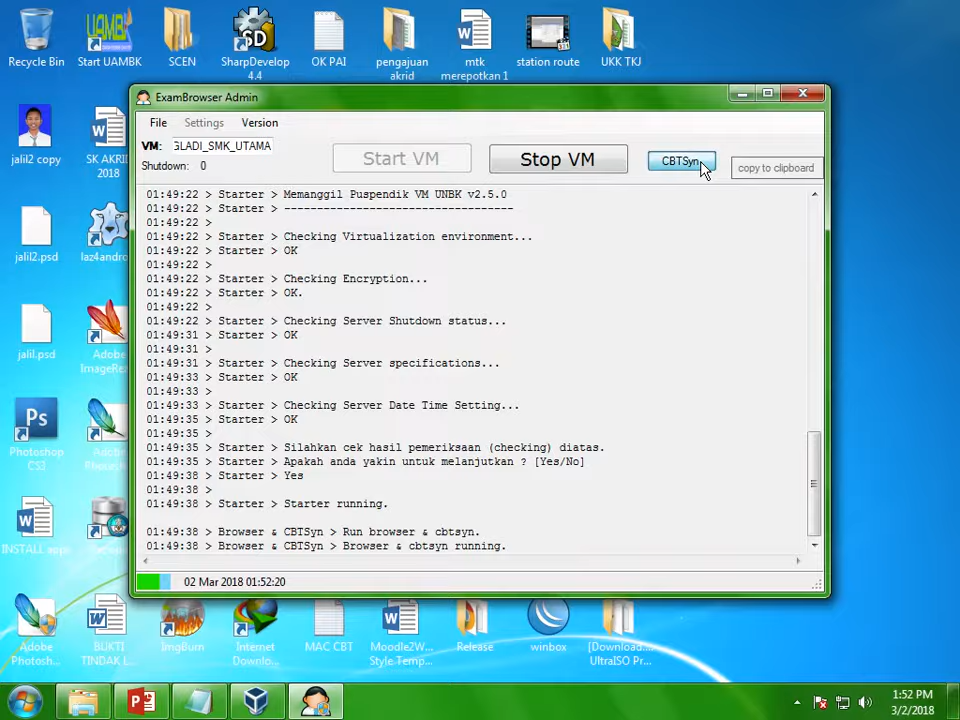 Recycle Bin
Start UAMBK
SCEN
SharpDevelop
4.4
OK PAI
pengajuan
akrid
mtk
merepotkan 1
station route
UKK TKJ
jalil2 copy
SK AKRI
2018
jalil2.psd
laz4andro
jalil.psd
Adobe
ImageRea
Ps
Photoshop
CS3
Adobe
Photosh
INSTALL apps
ExamBrowser Admin
File Settings Version
VM: GLADI_SMK_UTAMA
Shutdown: 0
Start VM
Stop VM
CBTSyn
copy to clipboard
01:49:22 > Starter > Memanggil Puspendik VM UNBK v2.5.0
01:49:22 > Starter > -----------------------------------
01:49:22 >
01:49:22 > Starter > Checking Virtualization environment...
01:49:22 > Starter > OK
01:49:22 >
01:49:22 > Starter > Checking Encryption...
01:49:22 > Starter > OK.
01:49:22 >
01:49:22 > Starter > Checking Server Shutdown status...
01:49:31 > Starter > OK
01:49:31 >
01:49:31 > Starter > Checking Server specifications...
01:49:33 > Starter > OK
01:49:33 >
01:49:33 > Starter > Checking Server Date Time Setting...
01:49:35 > Starter > OK
01:49:35 >
01:49:35 > Starter > Silahkan cek hasil pemeriksaan (checking) diatas.
01:49:35 > Starter > Apakah anda yakin untuk melanjutkan ? [Yes/No]
01:49:38 > Starter > Yes
01:49:38 >
01:49:38 > Starter > Starter running.
01:49:38 > Browser & CBTSyn > Run browser & cbtsyn.
01:49:38 > Browser & CBTSyn > Browser & cbtsyn running.
02 Mar 2018 01:52:20
Adobe
Photosh...
BUKTI
TINDAK L...
ImgBurn
Internet
Downlo...
MAC CBT
Moodle2W...
Style Temp...
Release
winbox
[Download...
UltraISO Pr...
1:52 PM
3/2/2018